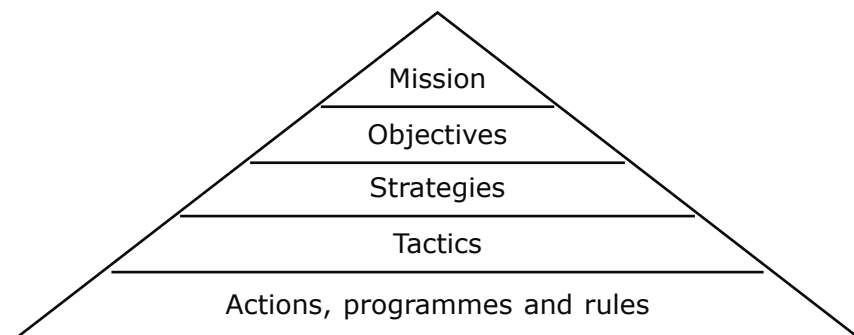 Mission
Objectives
Strategies
Tactics
Actions, programmes and rules